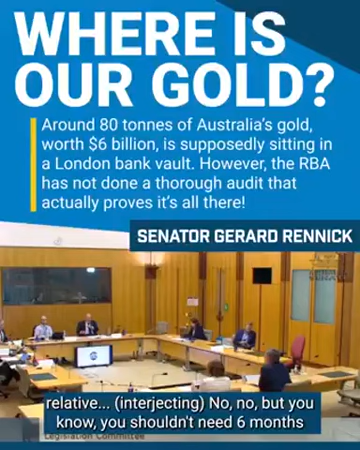 WHERE IS
OUR GOLD?
Around 80 tonnes of Australia's gold,
worth $6 billion, is supposedly sitting in
a London bank vault. However, the RBA
has not done a thorough audit that
actually proves it's all there!
SENATOR GERARD RENNICK
relative... (interjecting) No, no, but you
know, you shouldn't need 6 months
Legislation Committee